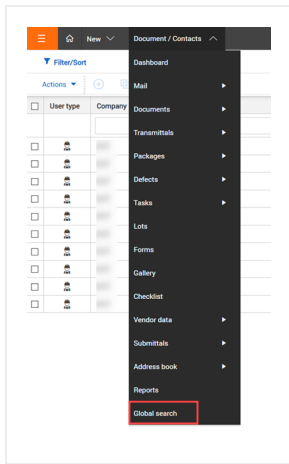 New
Document / Contacts
Filter/Sort
Dashboard
Actions
Mail
User type
Company
Documents
Transmittals
Packages
Defects
Tasks
Lots
Forms
Gallery
Checklist
Vendor data
Submittals
Address book
Reports
Global search